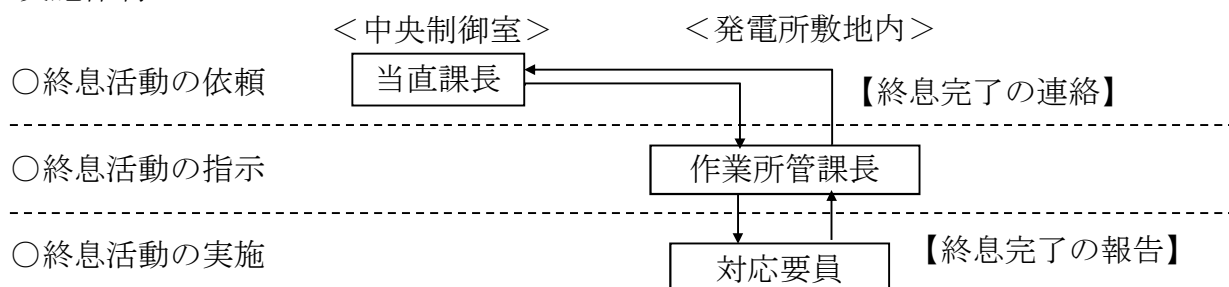 ＜中央制御室＞ ＜発電所敷地内＞
○終息活動の依頼 当直課長 【終息完了の連絡】
○終息活動の指示 作業所管課長
○終息活動の実施 対応要員 【終息完了の報告】